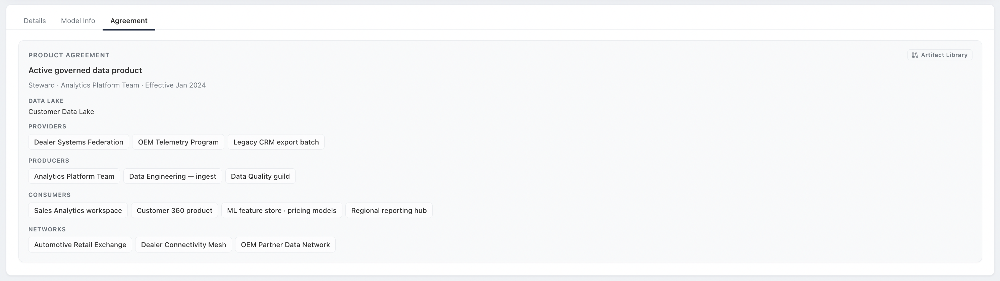 Details Model Info Agreement
PRODUCT AGREEMENT Artifact Library
Active governed data product
Steward · Analytics Platform Team · Effective Jan 2024
DATA LAKE
Customer Data Lake
PROVIDERS
Dealer Systems Federation OEM Telemetry Program Legacy CRM export batch
PRODUCERS
Analytics Platform Team Data Engineering — ingest Data Quality guild
CONSUMERS
Sales Analytics workspace Customer 360 product ML feature store · pricing models Regional reporting hub
NETWORKS
Automotive Retail Exchange Dealer Connectivity Mesh OEM Partner Data Network